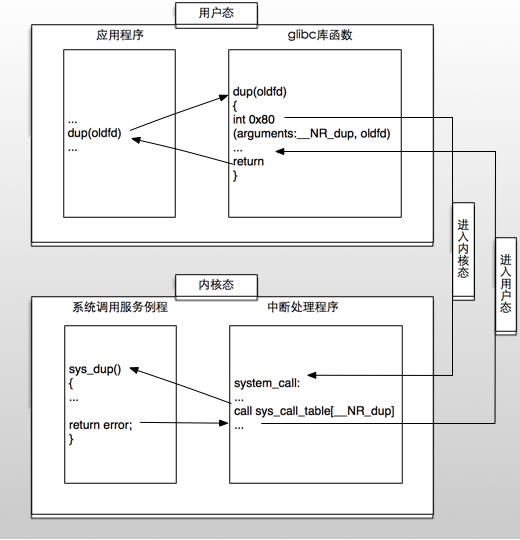 用户态
应用程序
glibc库函数
...
dup(oldfd)
...
dup(oldfd)
{
int 0x80
(arguments:__NR_dup, oldfd)
...
return
}
进入内核态
进入用户态
内核态
系统调用服务例程
中断处理程序
sys_dup()
{
...
return error;
}
system_call:
...
call sys_call_table[__NR_dup]
...